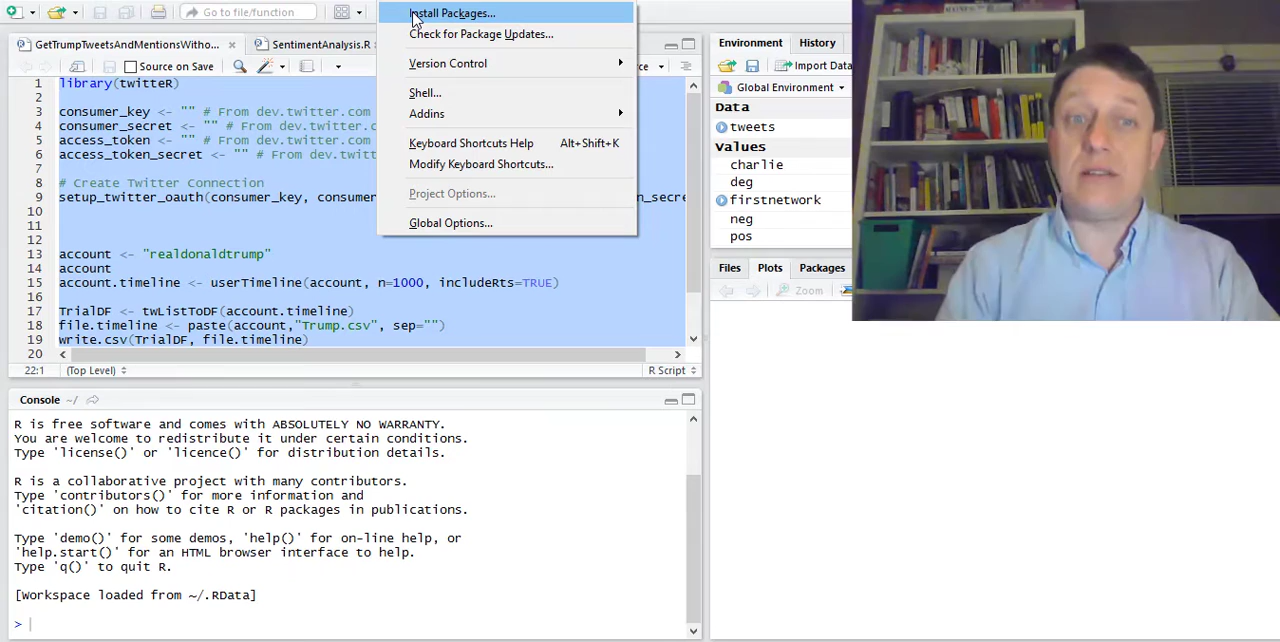 Go to file/function
Install Packages...
Check for Package Updates...
Version Control
Shell...
Addins
Keyboard Shortcuts Help Alt+Shift+K
Modify Keyboard Shortcuts...
Project Options...
Global Options...
GetTrumpTweetsAndMentionsWitho...
SentimentAnalysis.R
Source on Save
1 library(twitteR)
2
3 consumer_key <- "" # From dev.twitter.com
4 consumer_secret <- "" # From dev.twitter.c
5 access_token <- "" # From dev.twitter.com
6 access_token_secret <- "" # From dev.twitt
7
8 # Create Twitter Connection
9 setup_twitter_oauth(consumer_key, consume
en_secre
10
11
12
13 account <- "realdonaldtrump"
14 account
15 account.timeline <- userTimeline(account, n=1000, includeRts=TRUE)
16
17 TrialDF <- twListToDF(account.timeline)
18 file.timeline <- paste(account,"Trump.csv", sep="")
19 write.csv(TrialDF, file.timeline)
20
22:1 (Top Level) R Script
Console ~/
R is free software and comes with ABSOLUTELY NO WARRANTY.
You are welcome to redistribute it under certain conditions.
Type 'license()' or 'licence()' for distribution details.
R is a collaborative project with many contributors.
Type 'contributors()' for more information and
'citation()' on how to cite R or R packages in publications.
Type 'demo()' for some demos, 'help()' for on-line help, or
'help.start()' for an HTML browser interface to help.
Type 'q()' to quit R.
[Workspace loaded from ~/.RData]
>
Environment History
Import Data
Global Environment
Data
tweets
Values
charlie
deg
firstnetwork
neg
pos
Files Plots Packages
Zoom